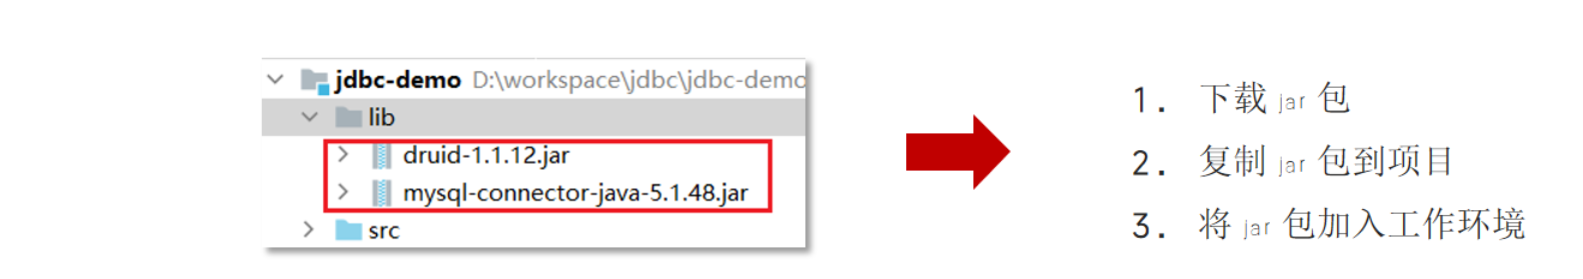 jdbc-demo D:\workspace\jdbc\jdbc-demo
lib
druid-1.1.12.jar
mysql-connector-java-5.1.48.jar
src
1. 下载 jar 包
2. 复制 jar 包到项目
3. 将 jar 包加入工作环境